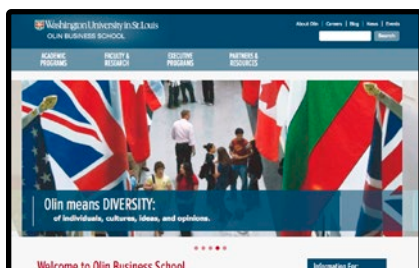 Washington University in St. Louis
OLIN BUSINESS SCHOOL
About Olin | Careers | Blog | News | Events
Search
ACADEMIC PROGRAMS
FACULTY & RESEARCH
EXECUTIVE PROGRAMS
PARTNERS & RESOURCES
Olin means DIVERSITY:
of individuals, cultures, ideas, and opinions.
Welcome to Olin Business School
Information For: